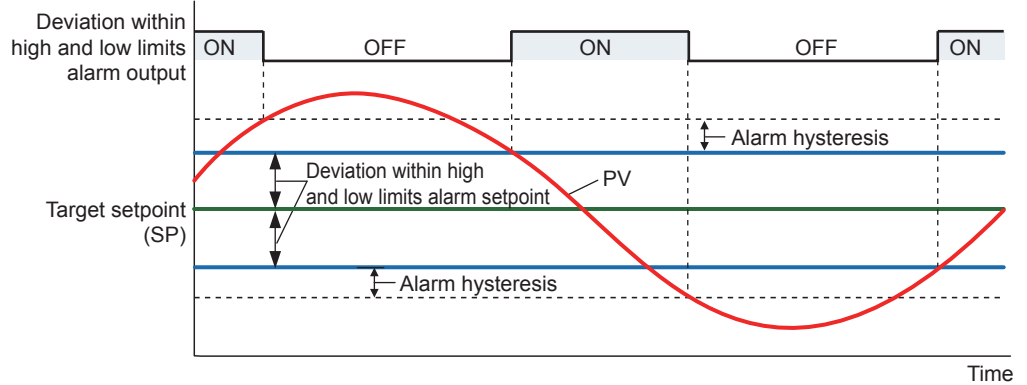 Deviation within
high and low limits
alarm output
ON
OFF
ON
OFF
ON
Alarm hysteresis
Deviation within high
and low limits alarm setpoint
PV
Target setpoint
(SP)
Alarm hysteresis
Time